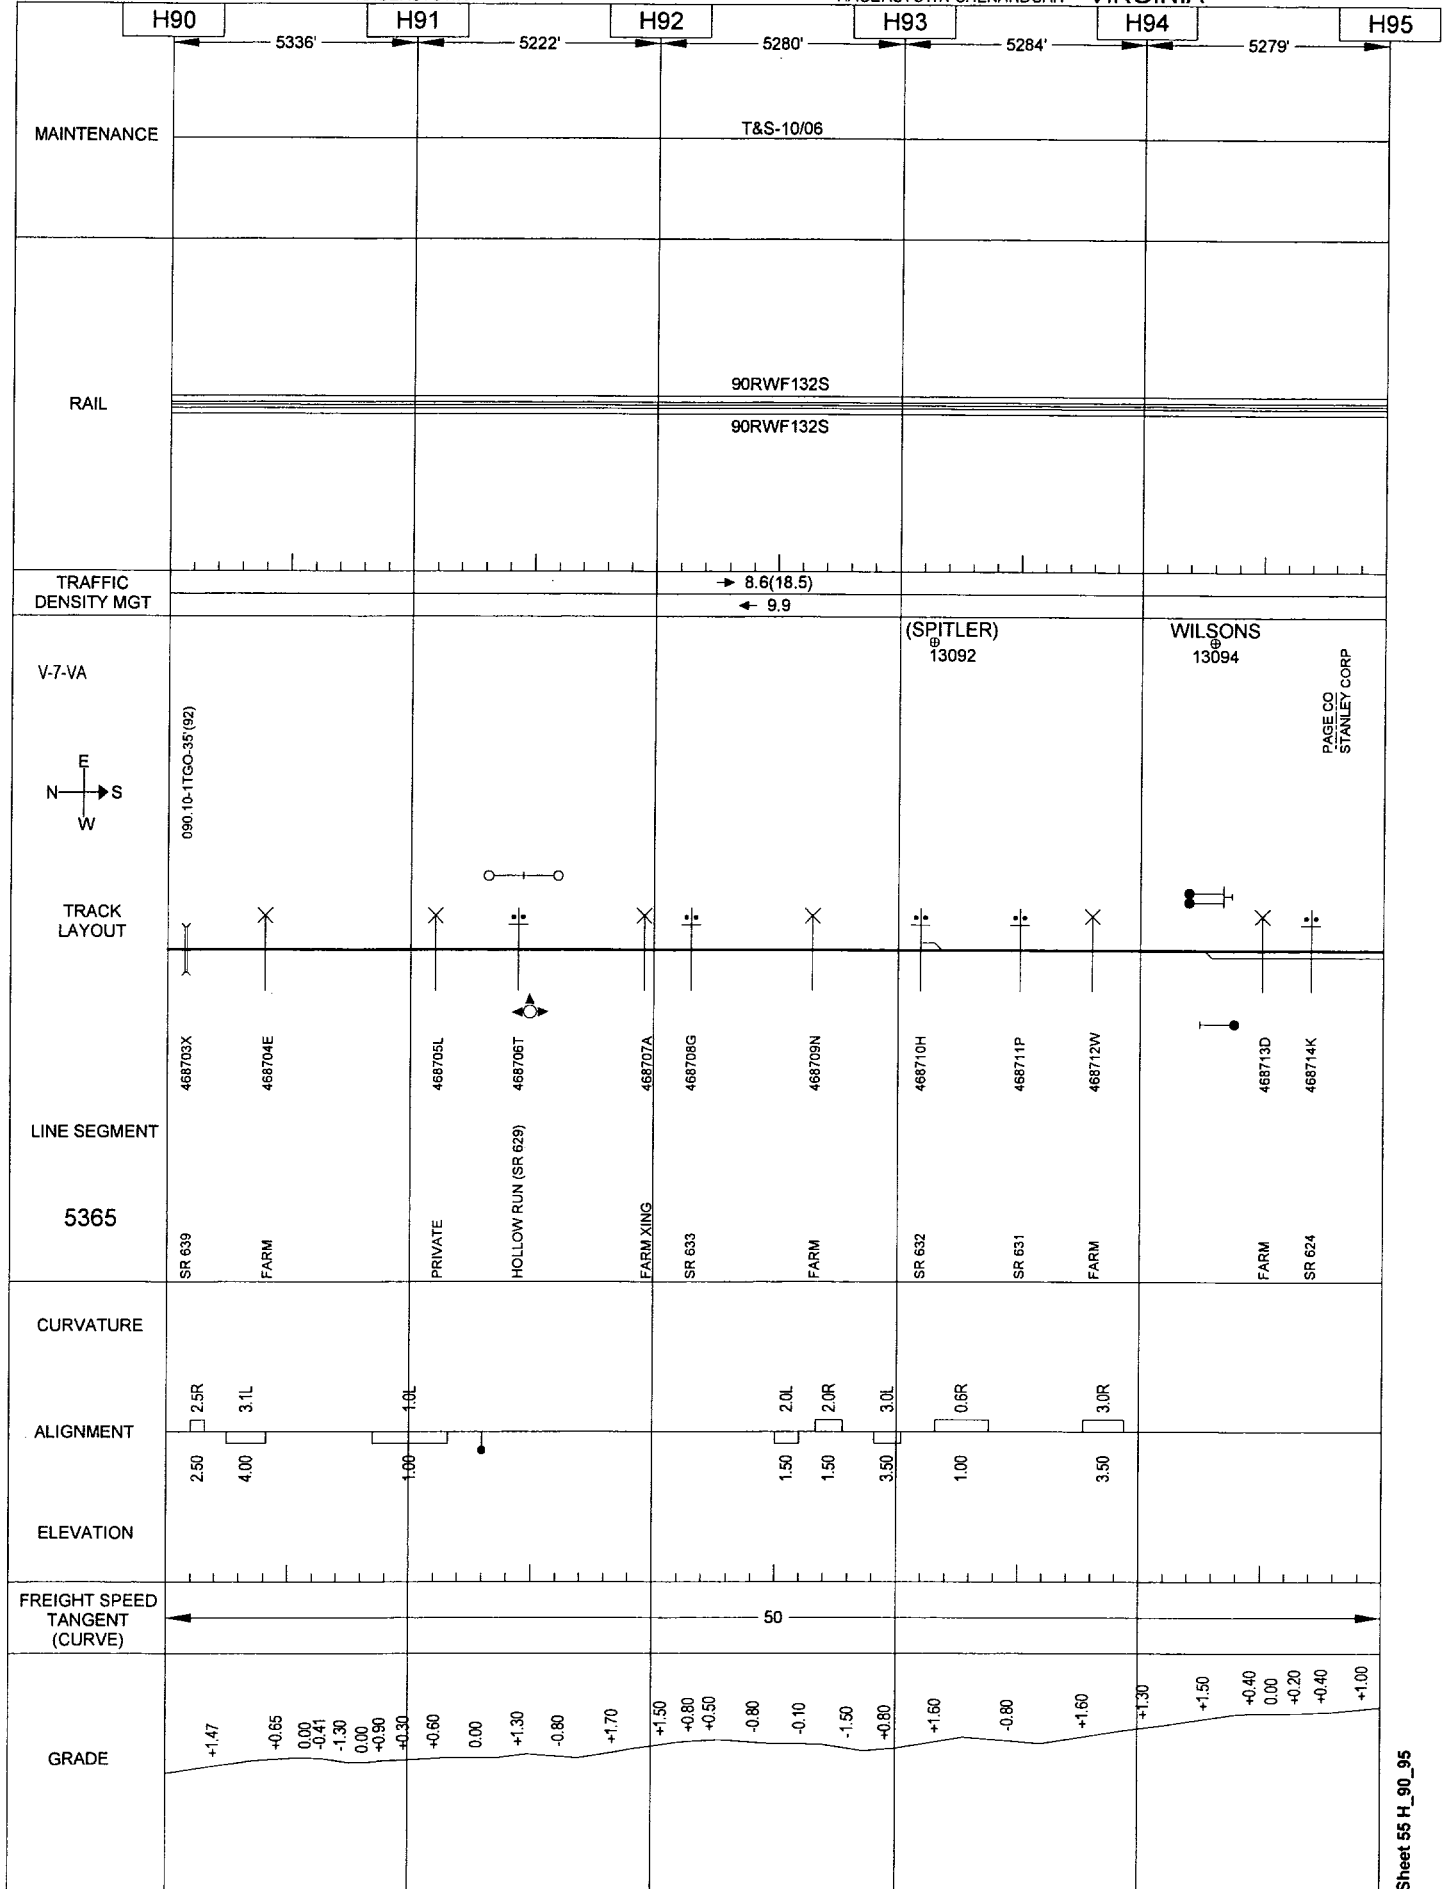 VIRGINIA
H90 H91 H92 H93 H94 H95
5336' 5222' 5280' 5284' 5279'
MAINTENANCE
T&S-10/06
RAIL
90RWF132S
90RWF132S
TRAFFIC
DENSITY MGT
8.6(18.5)
9.9
V-7-VA
(SPITLER)
13092
WILSONS
13094
PAGE CO
STANLEY CORP
090.10-1TGO-35'(92)
E
N S
W
TRACK
LAYOUT
468703X 468704E 468705L 468706T 468707A 468708G 468709N 468710H 468711P 468712W 468713D 468714K
LINE SEGMENT
5365
SR 639 FARM PRIVATE HOLLOW RUN (SR 629) FARM XING SR 633 FARM SR 632 SR 631 FARM FARM SR 624
CURVATURE
2.5R 3.1L 1.0L 2.0L 2.0R 3.0L 0.6R 3.0R
ALIGNMENT
2.50 4.00 1.00 1.50 1.50 3.50 1.00 3.50
ELEVATION
FREIGHT SPEED
TANGENT
(CURVE)
50
GRADE
+1.47 +0.65 0.00 -0.41 -1.30 0.00 +0.90 +0.30 +0.60 0.00 +1.30 -0.80 +1.70 +1.50 +0.80 +0.50 -0.80 -0.10 -1.50 +0.80 +1.60 -0.80 +1.60 +1.30 +1.50 +0.40 0.00 +0.20 +0.40 +1.00
Sheet 55 H_90_95